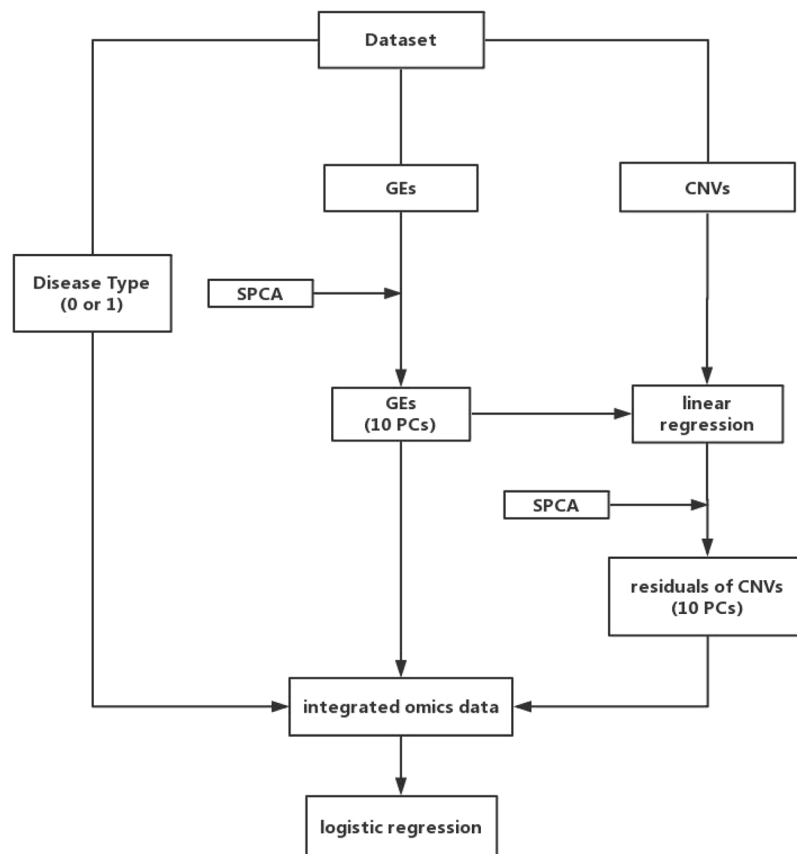 Dataset
GEs
CNVs
Disease Type
(0 or 1)
SPCA
GEs
(10 PCs)
linear
regression
SPCA
residuals of CNVs
(10 PCs)
integrated omics data
logistic regression